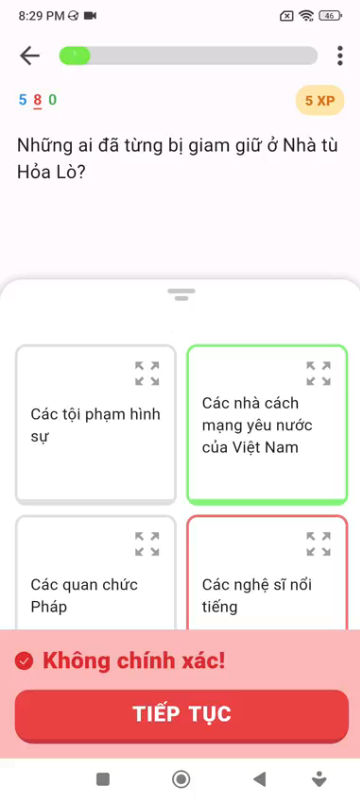 8:29 PM
46
5 8 0
5 XP
Những ai đã từng bị giam giữ ở Nhà tù
Hỏa Lò?
Các tội phạm hình
sự
Các nhà cách
mạng yêu nước
của Việt Nam
Các quan chức
Pháp
Các nghệ sĩ nổi
tiếng
Không chính xác!
TIẾP TỤC